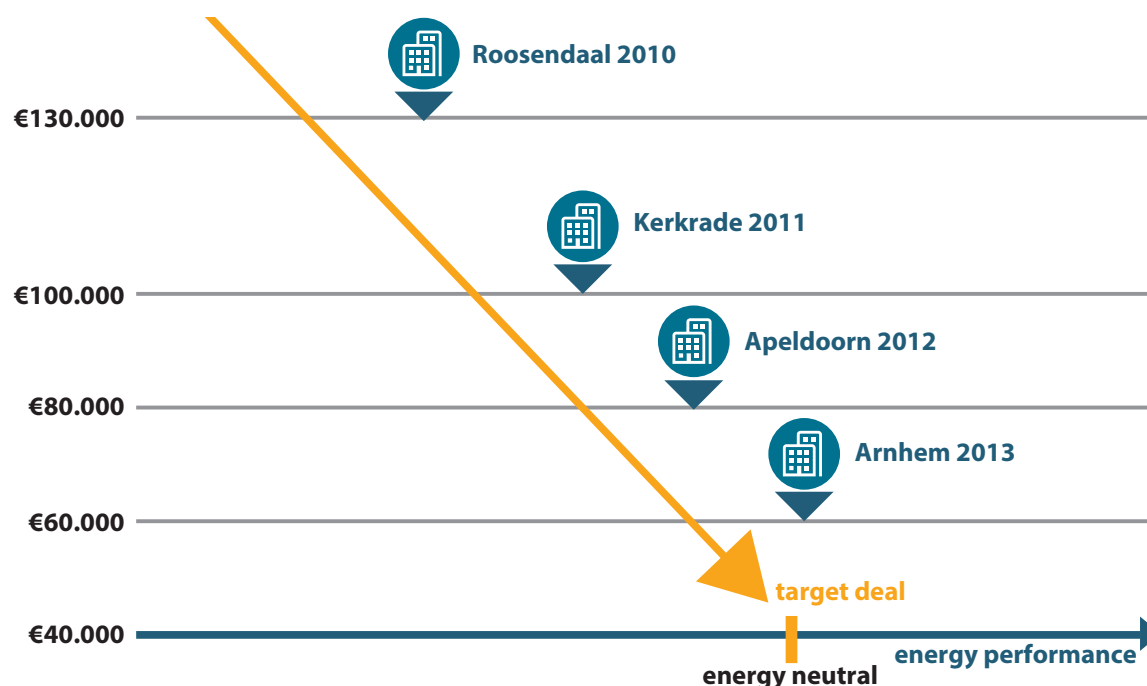 Roosendaal 2010
€130.000
Kerkrade 2011
€100.000
Apeldoorn 2012
€80.000
Arnhem 2013
€60.000
target deal
€40.000
energy performance
energy neutral